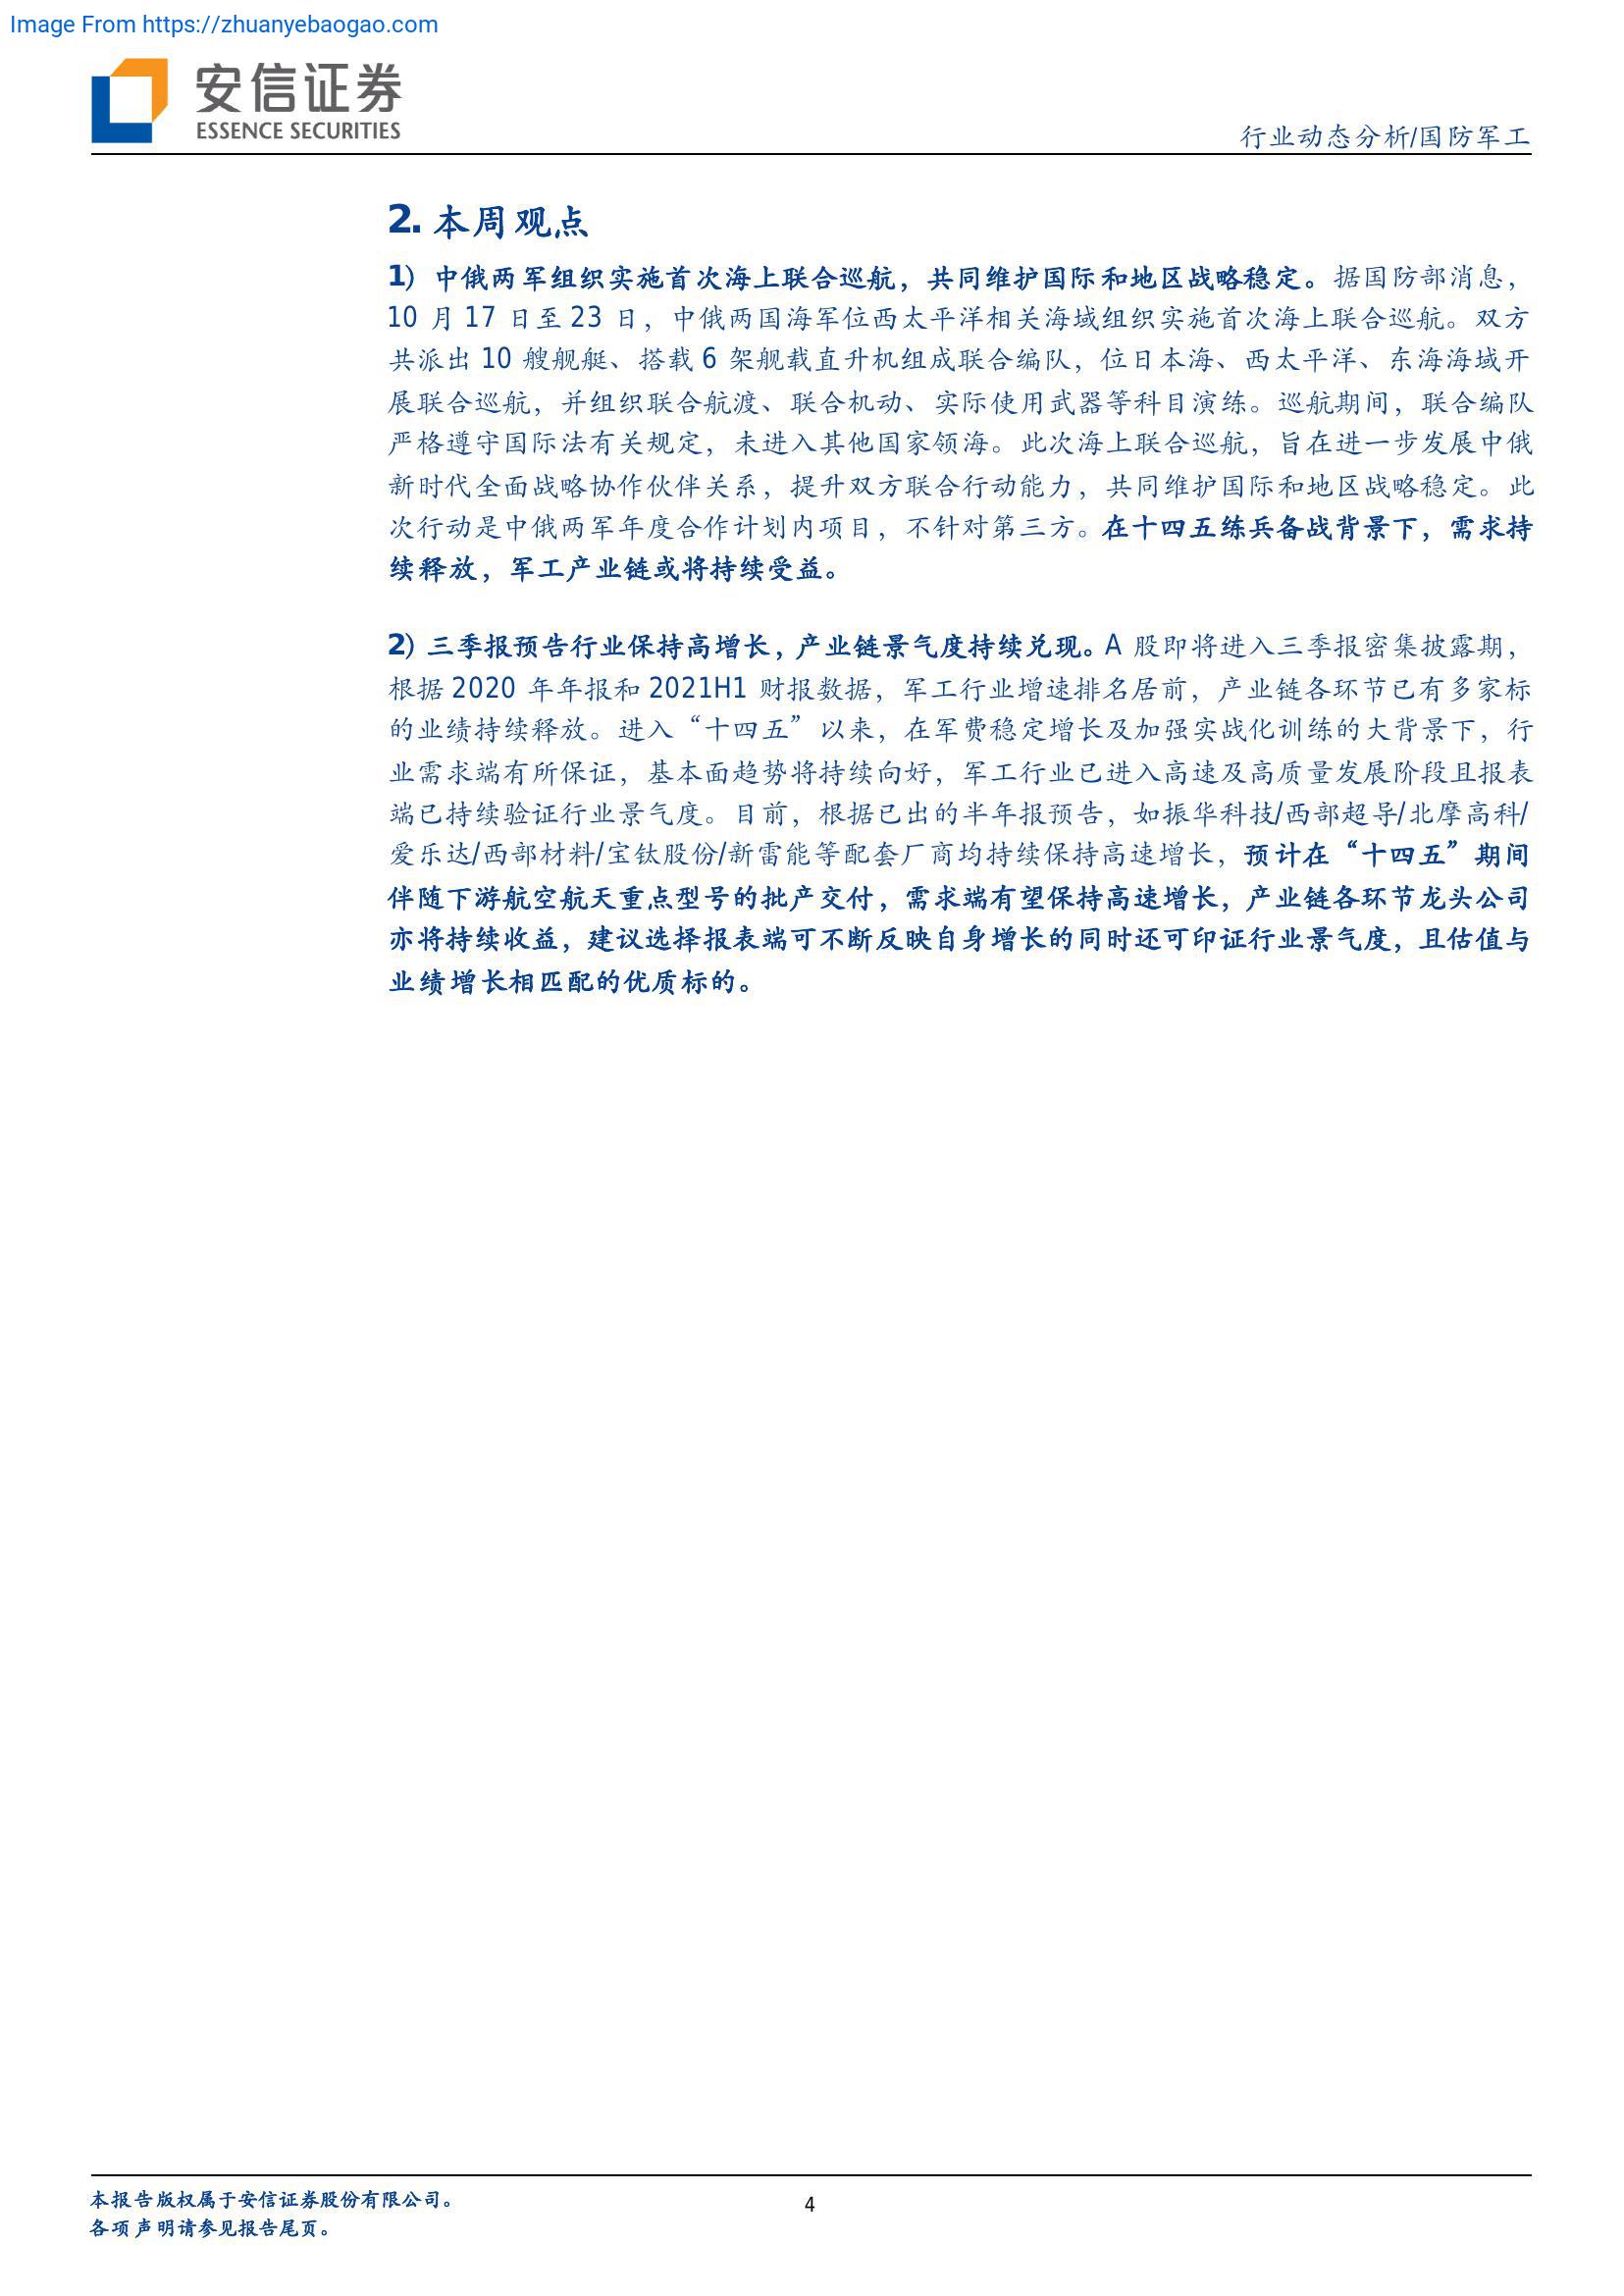 Image From https://zhuanyebaogao.com
安信证券
ESSENCE SECURITIES
行业动态分析/国防军工
2. 本周观点
1）中俄两军组织实施首次海上联合巡航，共同维护国际和地区战略稳定。据国防部消息，
10 月 17 日至 23 日，中俄两国海军位西太平洋相关海域组织实施首次海上联合巡航。双方
共派出 10 艘舰艇、搭载 6 架舰载直升机组成联合编队，位日本海、西太平洋、东海海域开
展联合巡航，并组织联合航渡、联合机动、实际使用武器等科目演练。巡航期间，联合编队
严格遵守国际法有关规定，未进入其他国家领海。此次海上联合巡航，旨在进一步发展中俄
新时代全面战略协作伙伴关系，提升双方联合行动能力，共同维护国际和地区战略稳定。此
次行动是中俄两军年度合作计划内项目，不针对第三方。在十四五练兵备战背景下，需求持
续释放，军工产业链或将持续受益。
2）三季报预告行业保持高增长，产业链景气度持续兑现。A 股即将进入三季报密集披露期，
根据 2020 年年报和 2021H1 财报数据，军工行业增速排名居前，产业链各环节已有多家标
的业绩持续释放。进入“十四五”以来，在军费稳定增长及加强实战化训练的大背景下，行
业需求端有所保证，基本面趋势将持续向好，军工行业已进入高速及高质量发展阶段且报表
端已持续验证行业景气度。目前，根据已出的半年报预告，如振华科技/西部超导/北摩高科/
爱乐达/西部材料/宝钛股份/新雷能等配套厂商均持续保持高速增长，预计在“十四五”期间
伴随下游航空航天重点型号的批产交付，需求端有望保持高速增长，产业链各环节龙头公司
亦将持续收益，建议选择报表端可不断反映自身增长的同时还可印证行业景气度，且估值与
业绩增长相匹配的优质标的。
本报告版权属于安信证券股份有限公司。
4
各项声明请参见报告尾页。